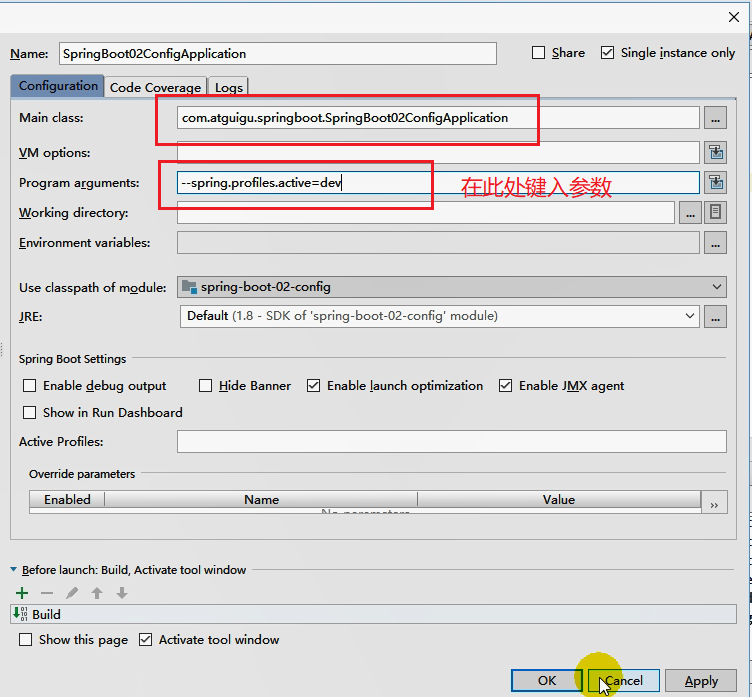 Name: SpringBoot02ConfigApplication Share Single instance only
Configuration Code Coverage Logs
Main class: com.atguigu.springboot.SpringBoot02ConfigApplication ...
VM options:
Program arguments: --spring.profiles.active=dev 在此处键入参数
Working directory: ...
Environment variables: ...
Use classpath of module: spring-boot-02-config
JRE: Default (1.8 - SDK of 'spring-boot-02-config' module) ...
Spring Boot Settings
Enable debug output Hide Banner Enable launch optimization Enable JMX agent
Show in Run Dashboard
Active Profiles:
Override parameters
Enabled Name Value
No parameters
Before launch: Build, Activate tool window
Build
Show this page Activate tool window
OK Cancel Apply